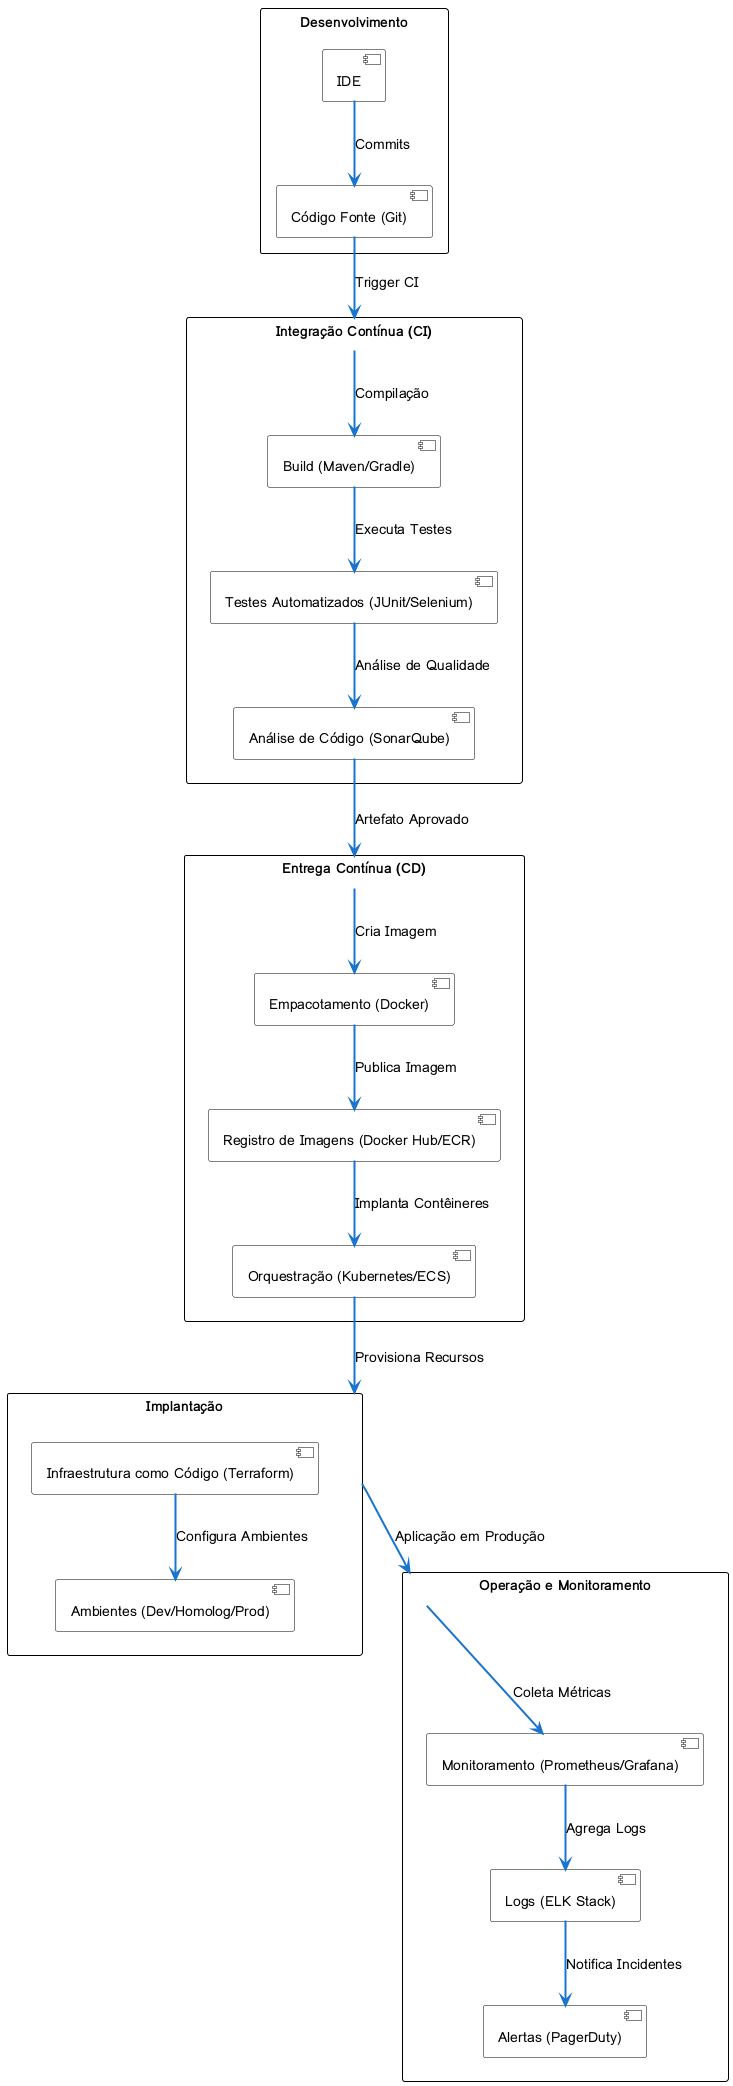 Desenvolvimento
IDE
Commits
Código Fonte (Git)
Trigger CI
Integração Contínua (CI)
Compilação
Build (Maven/Gradle)
Executa Testes
Testes Automatizados (JUnit/Selenium)
Análise de Qualidade
Análise de Código (SonarQube)
Artefato Aprovado
Entrega Contínua (CD)
Cria Imagem
Empacotamento (Docker)
Publica Imagem
Registro de Imagens (Docker Hub/ECR)
Implanta Contêineres
Orquestração (Kubernetes/ECS)
Provisiona Recursos
Implantação
Infraestrutura como Código (Terraform)
Configura Ambientes
Aplicação em Produção
Ambientes (Dev/Homolog/Prod)
Operação e Monitoramento
Coleta Métricas
Monitoramento (Prometheus/Grafana)
Agrega Logs
Logs (ELK Stack)
Notifica Incidentes
Alertas (PagerDuty)